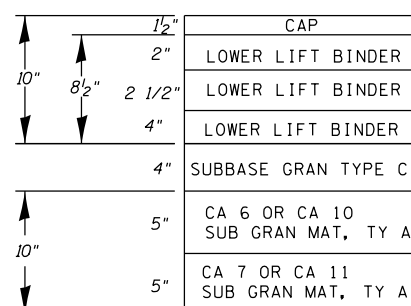 1½" CAP
2" LOWER LIFT BINDER
10" 8½" 2 1/2" LOWER LIFT BINDER
4" LOWER LIFT BINDER
4" SUBBASE GRAN TYPE C
5" CA 6 OR CA 10
SUB GRAN MAT, TY A
10"
5" CA 7 OR CA 11
SUB GRAN MAT, TY A